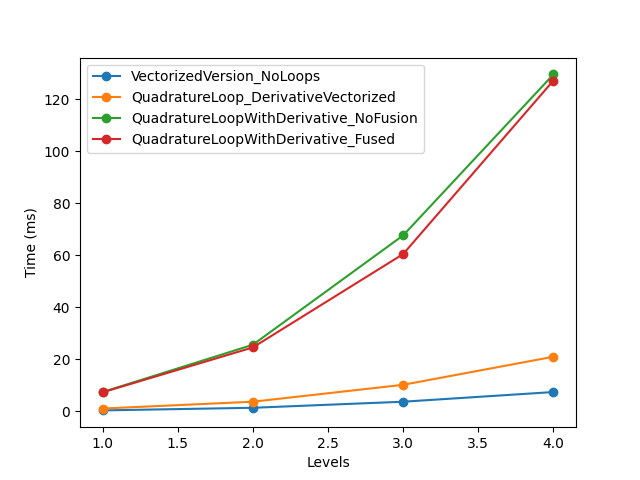 VectorizedVersion_NoLoops
QuadratureLoop_DerivativeVectorized
QuadratureLoopWithDerivative_NoFusion
QuadratureLoopWithDerivative_Fused
120
100
80
60
40
20
0
Time (ms)
1.0 1.5 2.0 2.5 3.0 3.5 4.0
Levels